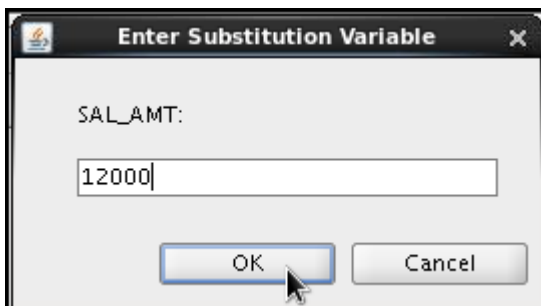 Enter Substitution Variable
SAL_AMT:
12000
OK
Cancel